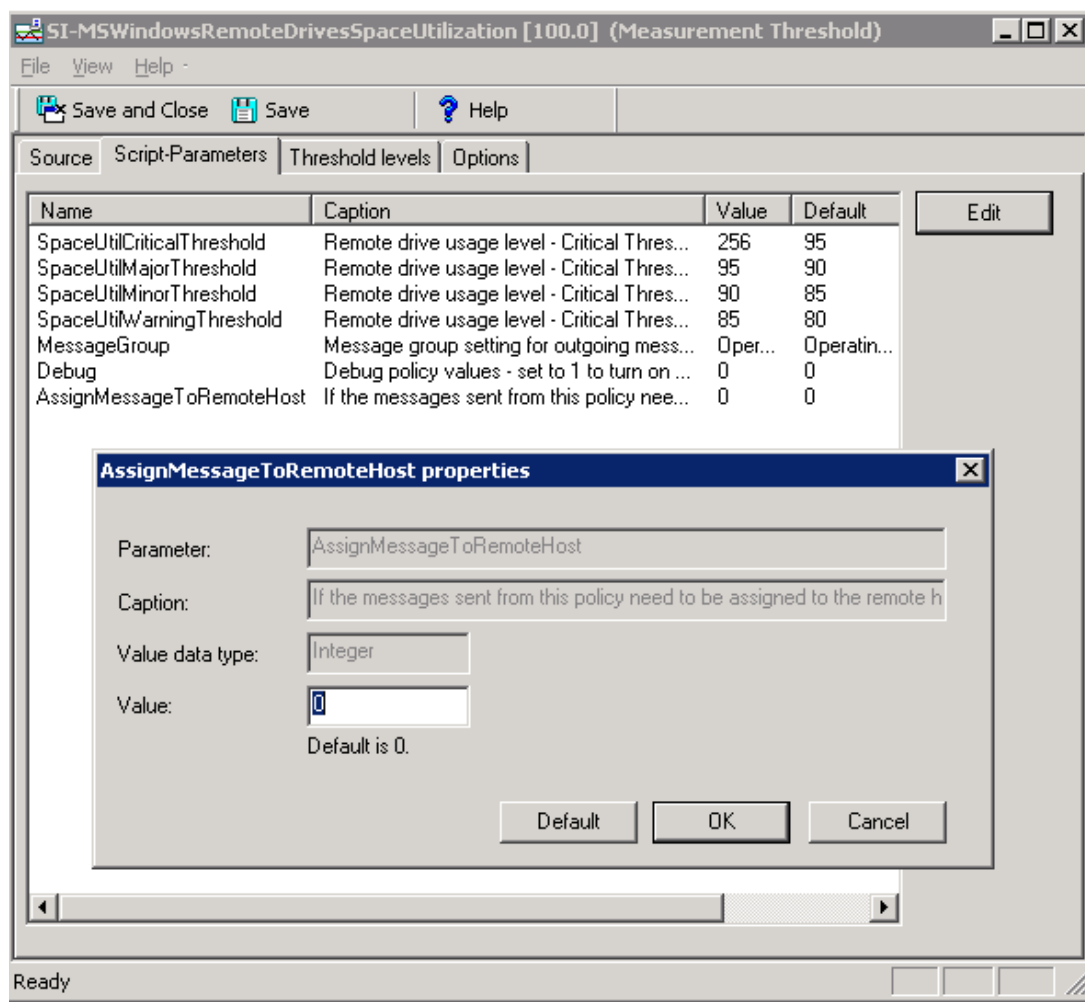 SI-MSWindowsRemoteDrivesSpaceUtilization [100.0] (Measurement Threshold)
File View Help
Save and Close Save Help
Source Script-Parameters Threshold levels Options
Name Caption Value Default Edit
SpaceUtilCriticalThreshold Remote drive usage level - Critical Thres... 256 95
SpaceUtilMajorThreshold Remote drive usage level - Critical Thres... 95 90
SpaceUtilMinorThreshold Remote drive usage level - Critical Thres... 90 85
SpaceUtilWarningThreshold Remote drive usage level - Critical Thres... 85 80
MessageGroup Message group setting for outgoing mess... Oper... Operatin...
Debug Debug policy values - set to 1 to turn on ... 0 0
AssignMessageToRemoteHost If the messages sent from this policy nee... 0 0
AssignMessageToRemoteHost properties
Parameter: AssignMessageToRemoteHost
Caption: If the messages sent from this policy need to be assigned to the remote h
Value data type: Integer
Value: 0
Default is 0.
Default OK Cancel
Ready